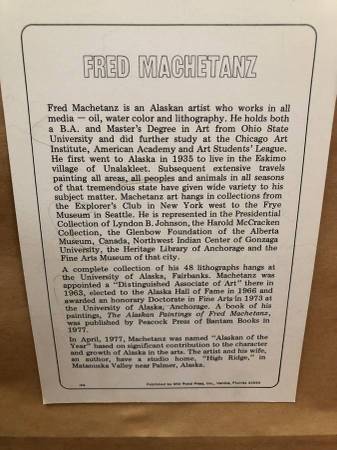 FRED MACHETANZ
Fred Machetanz is an Alaskan artist who works in all
media — oil, water color and lithography. He holds both
a B.A. and Master's Degree in Art from Ohio State
University and did further study at the Chicago Art
Institute, American Academy and Art Students' League.
He first went to Alaska in 1935 to live in the Eskimo
village of Unalakleet. Subsequent extensive travels
painting all areas, all peoples and animals in all seasons
of that tremendous state have given wide variety to his
subject matter. Machetanz art hangs in collections from
the Explorer's Club in New York west to the Frye
Museum in Seattle. He is represented in the Presidential
Collection of Lyndon B. Johnson, the Harold McCracken
Collection, the Glenbow Foundation of the Alberta
Museum, Canada, Northwest Indian Center of Gonzaga
University, the Heritage Library of Anchorage and the
Fine Arts Museum of that city.
A complete collection of his 48 lithographs hangs at
the University of Alaska, Fairbanks. Machetanz was
appointed a "Distinguished Associate of Art" there in
1963, elected to the Alaska Hall of Fame in 1966 and
awarded an honorary Doctorate in Fine Arts in 1973 at
the University of Alaska, Anchorage. A book of his
paintings, The Alaskan Paintings of Fred Machetanz,
was published by Peacock Press of Bantam Books in
1977.
In April, 1977, Machetanz was named "Alaskan of the
Year" based on significant contribution to the character
and growth of Alaska in the arts. The artist and his wife,
an author, have a studio home, "High Ridge," in
Matanuska Valley near Palmer, Alaska.
Published by Mill Pond Press, Inc., Venice, Florida